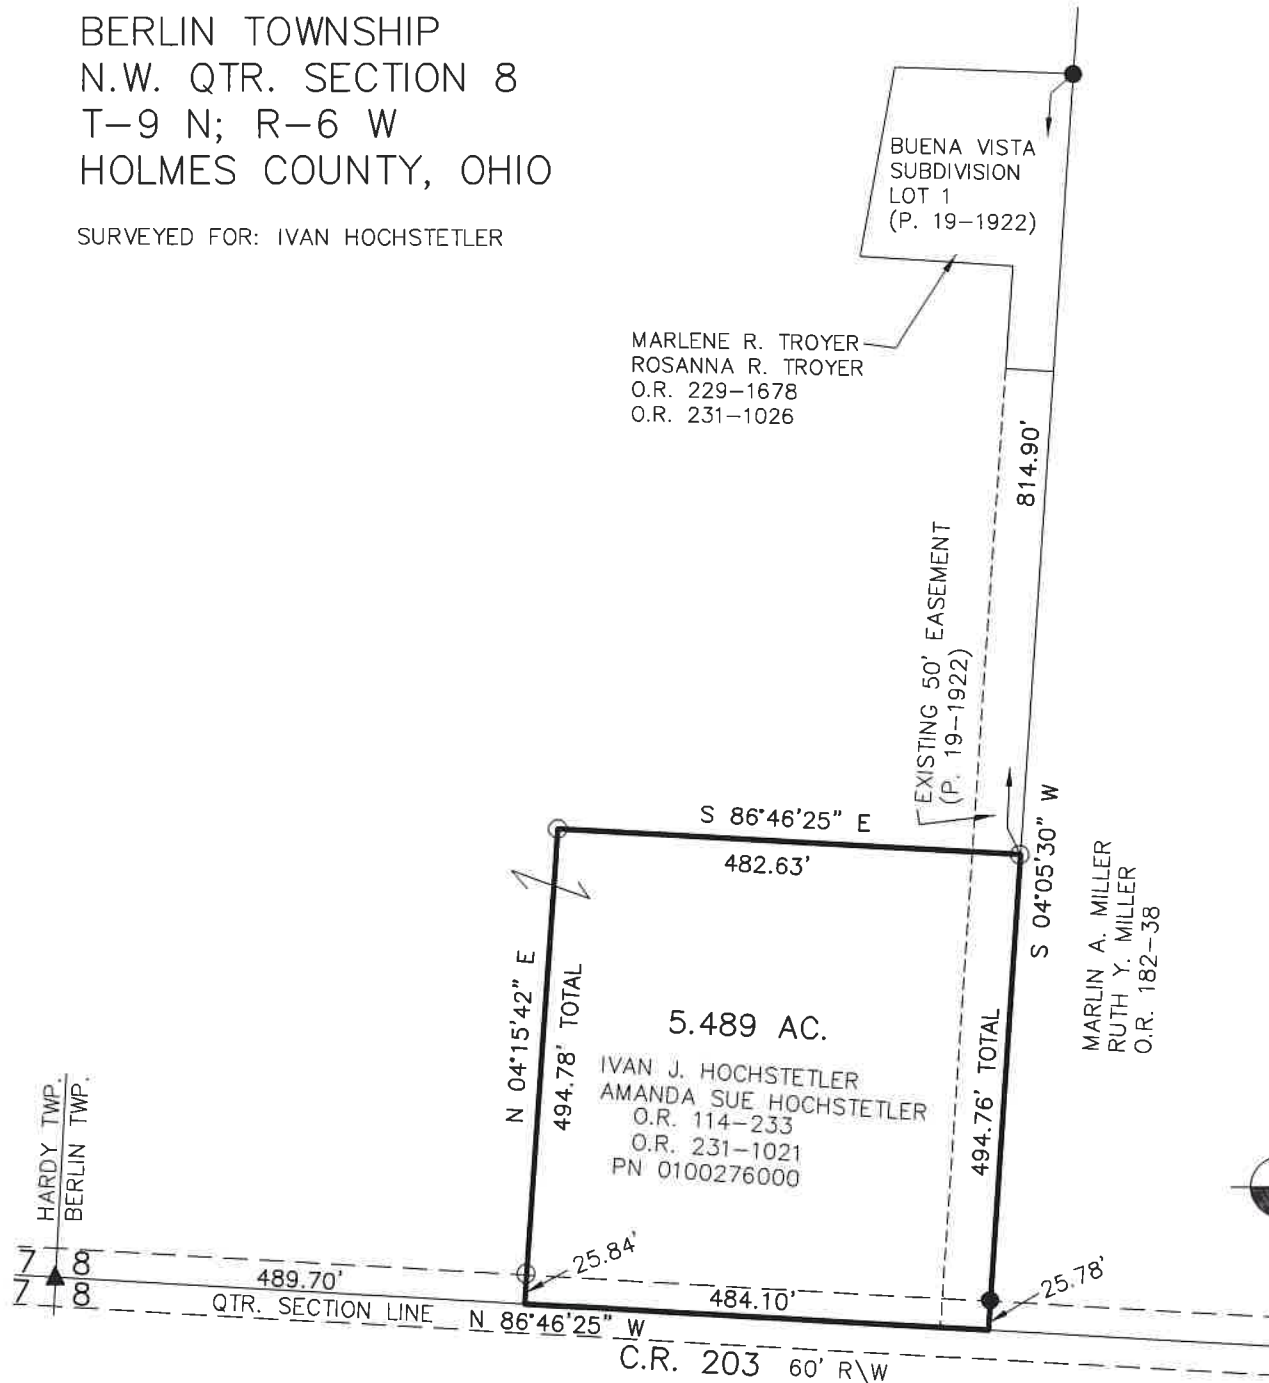 BERLIN TOWNSHIP
N.W. QTR. SECTION 8
T-9 N; R-6 W
HOLMES COUNTY, OHIO
SURVEYED FOR: IVAN HOCHSTETLER
BUENA VISTA
SUBDIVISION
LOT 1
(P. 19-1922)
MARLENE R. TROYER
ROSANNA R. TROYER
O.R. 229-1678
O.R. 231-1026
814.90'
EXISTING 50' EASEMENT
(P. 19-1922)
S 86°46'25" E
482.63'
S 04°05'30" W
MARLIN A. MILLER
RUTH Y. MILLER
O.R. 182-38
N 04°15'42" E
494.78' TOTAL
5.489 AC.
IVAN J. HOCHSTETLER
AMANDA SUE HOCHSTETLER
O.R. 114-233
O.R. 231-1021
PN 0100276000
494.76' TOTAL
HARDY TWP.
BERLIN TWP.
7 8
7 8
489.70'
25.84'
484.10'
25.78'
QTR. SECTION LINE N 86°46'25" W
C.R. 203 60' R\W